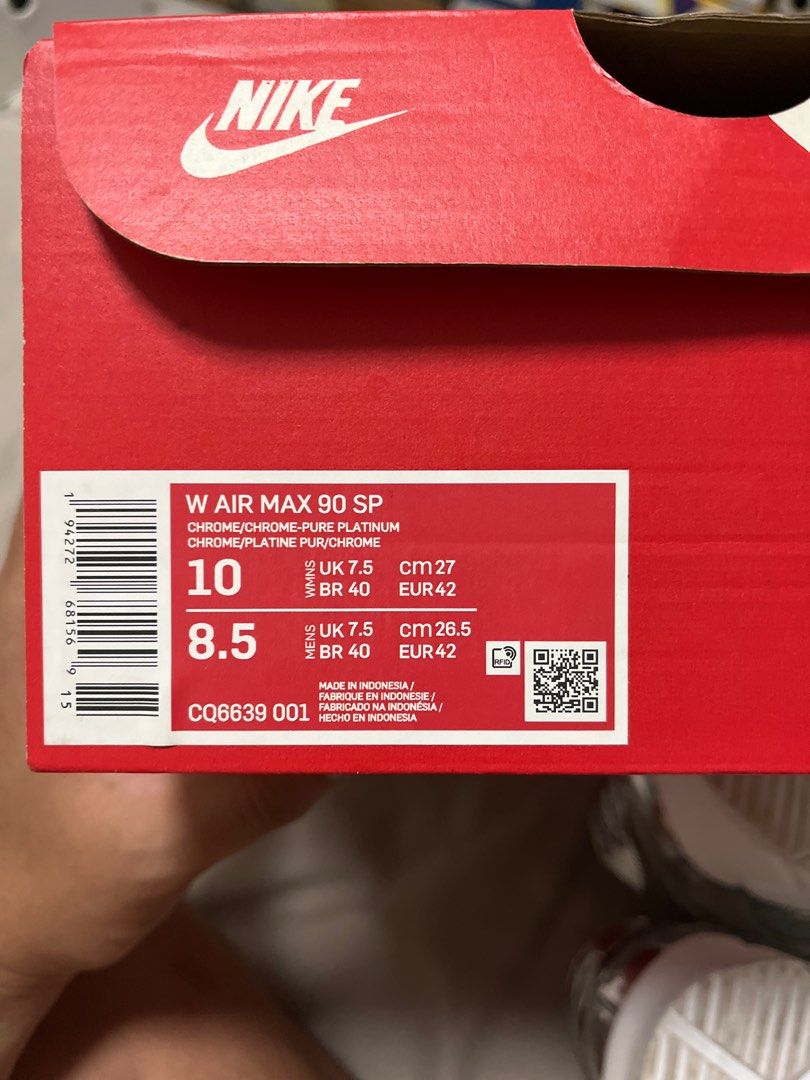 NIKE
W AIR MAX 90 SP
CHROME/CHROME-PURE PLATINUM
CHROME/PLATINE PUR/CHROME
10 WMNS UK 7.5 cm 27
BR 40 EUR 42
8.5 MENS UK 7.5 cm 26.5
BR 40 EUR 42
RFID
CQ6639 001
MADE IN INDONESIA /
FABRIQUE EN INDONESIE /
FABRICADO NA INDONÉSIA /
HECHO EN INDONESIA
1 94272 68156 9 15